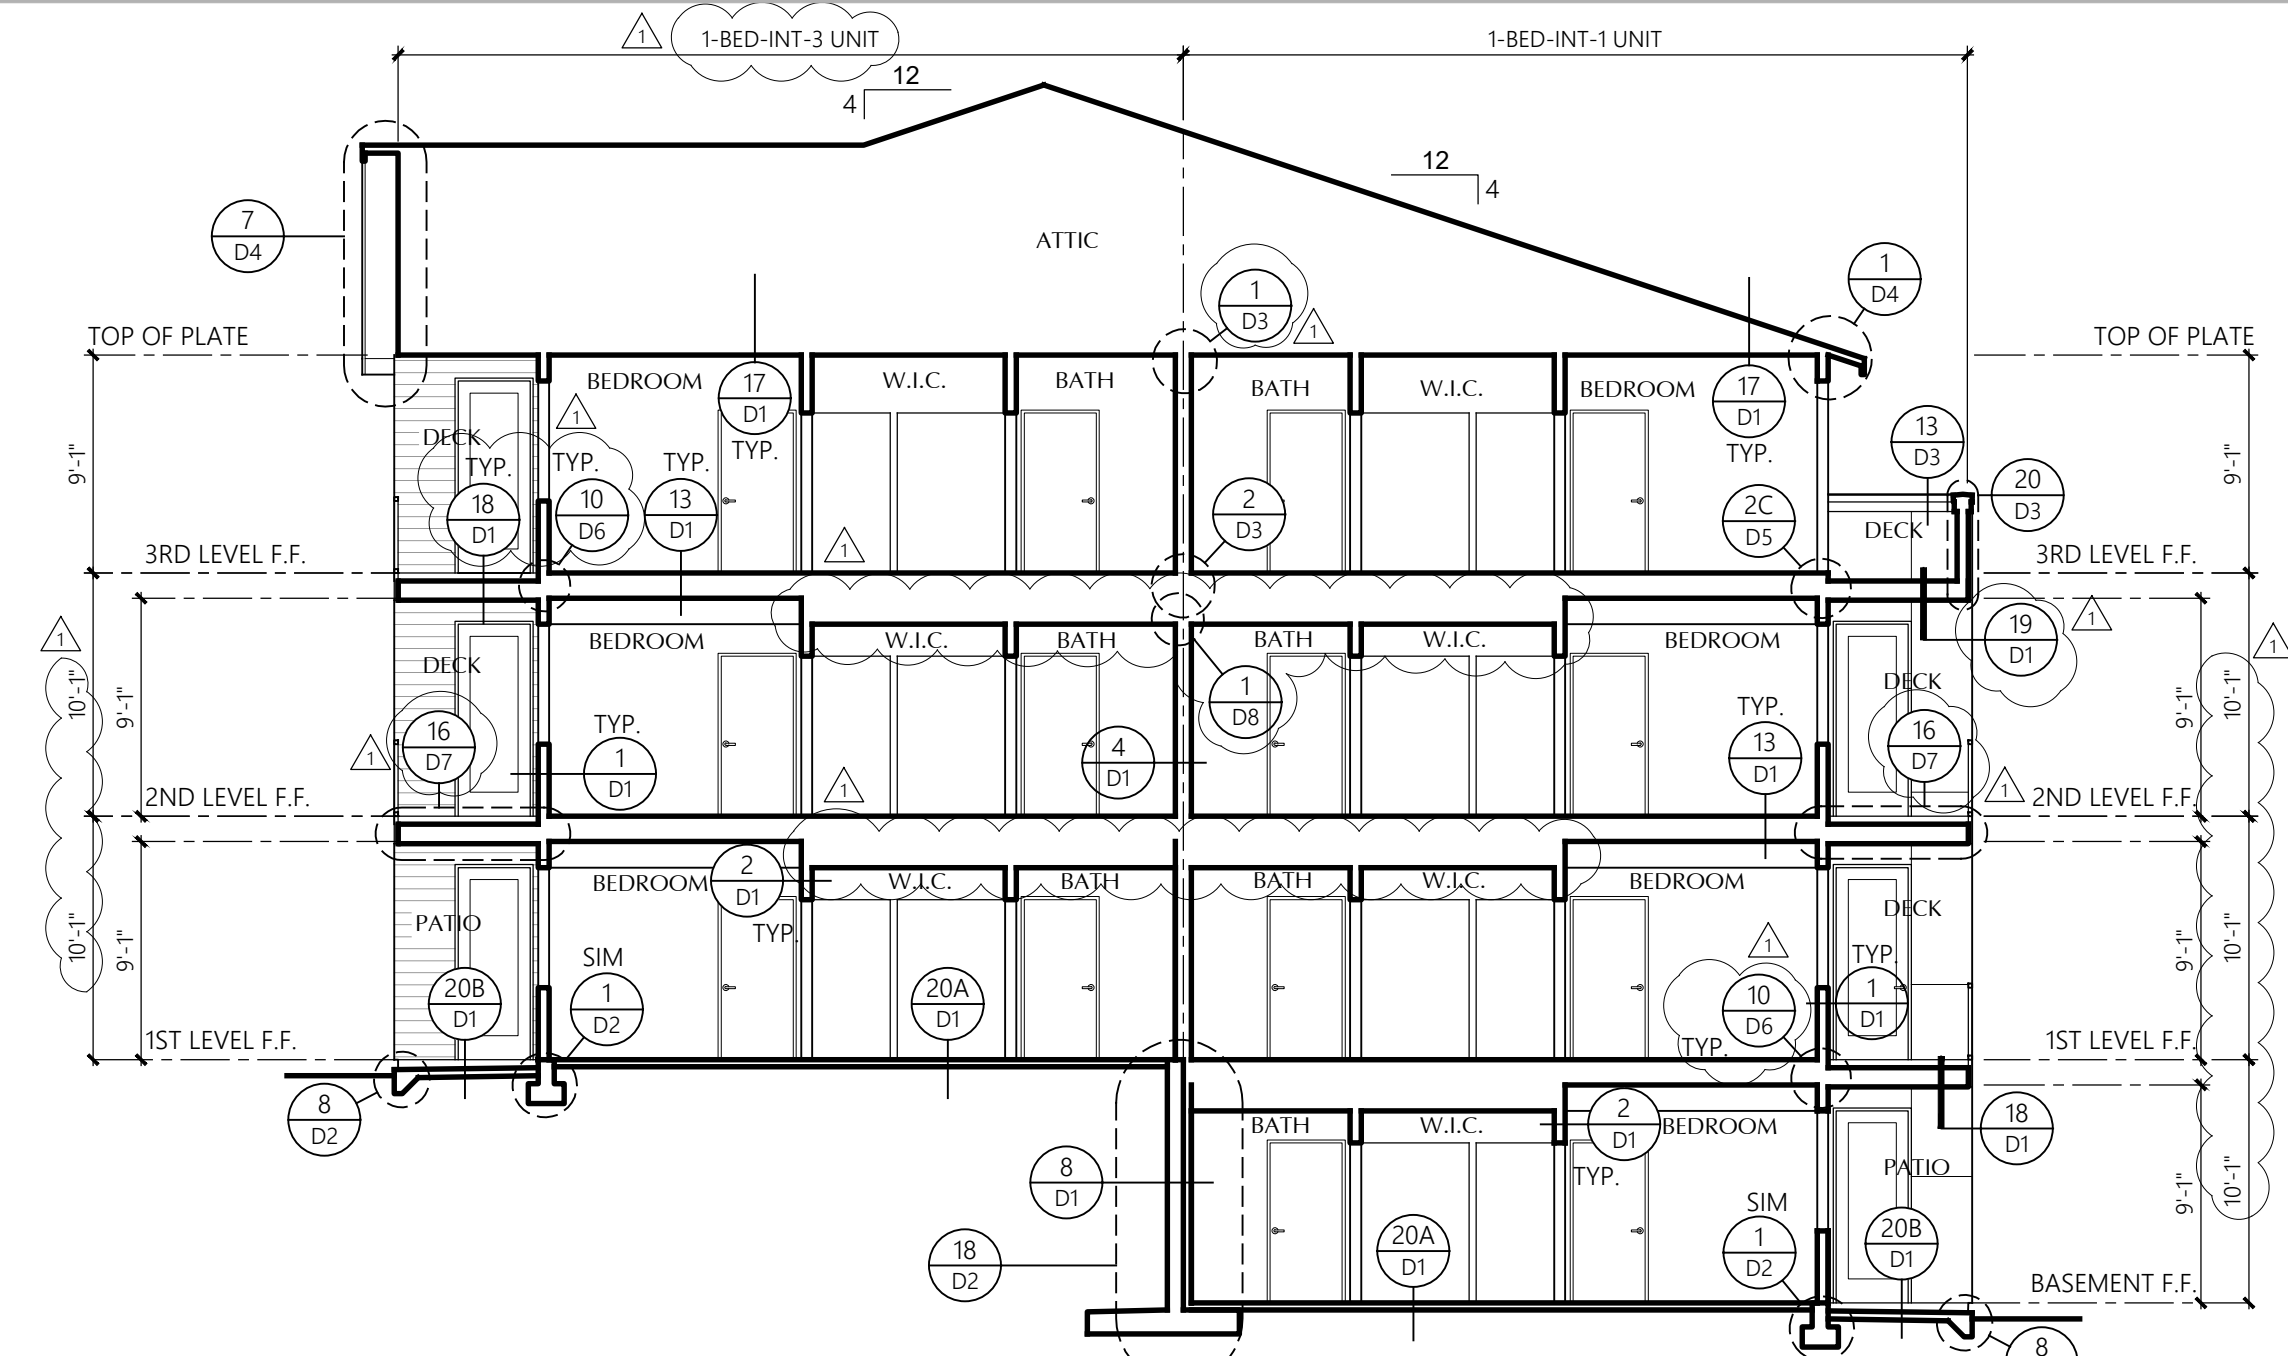 1
1-BED-INT-3 UNIT
1-BED-INT-1 UNIT
12
4
12
4
7
D4
ATTIC
1
D3
1
1
D4
TOP OF PLATE
TOP OF PLATE
BEDROOM
17
D1
TYP.
W.I.C.
BATH
BATH
W.I.C.
BEDROOM
17
D1
TYP.
13
D3
9'-1"
DECK
TYP.
18
D1
1
TYP.
10
D6
TYP.
13
D1
1
2
D3
2C
D5
DECK
20
D3
9'-1"
3RD LEVEL F.F.
3RD LEVEL F.F.
1
BEDROOM
W.I.C.
BATH
BATH
W.I.C.
BEDROOM
19
D1
1
1
DECK
DECK
10'-1"
9'-1"
1
16
D7
TYP.
1
D1
1
4
D1
1
D8
TYP.
13
D1
16
D7
1
9'-1"
10'-1"
2ND LEVEL F.F.
2ND LEVEL F.F.
BEDROOM
2
D1
TYP.
W.I.C.
BATH
BATH
W.I.C.
BEDROOM
PATIO
DECK
10'-1"
9'-1"
SIM
1
D2
20B
D1
20A
D1
1
10
D6
TYP.
TYP.
1
D1
9'-1"
10'-1"
1ST LEVEL F.F.
1ST LEVEL F.F.
8
D2
BATH
W.I.C.
2
D1
TYP.
BEDROOM
18
D1
PATIO
8
D1
18
D2
20A
D1
SIM
1
D2
20B
D1
9'-1"
10'-1"
BASEMENT F.F.
8